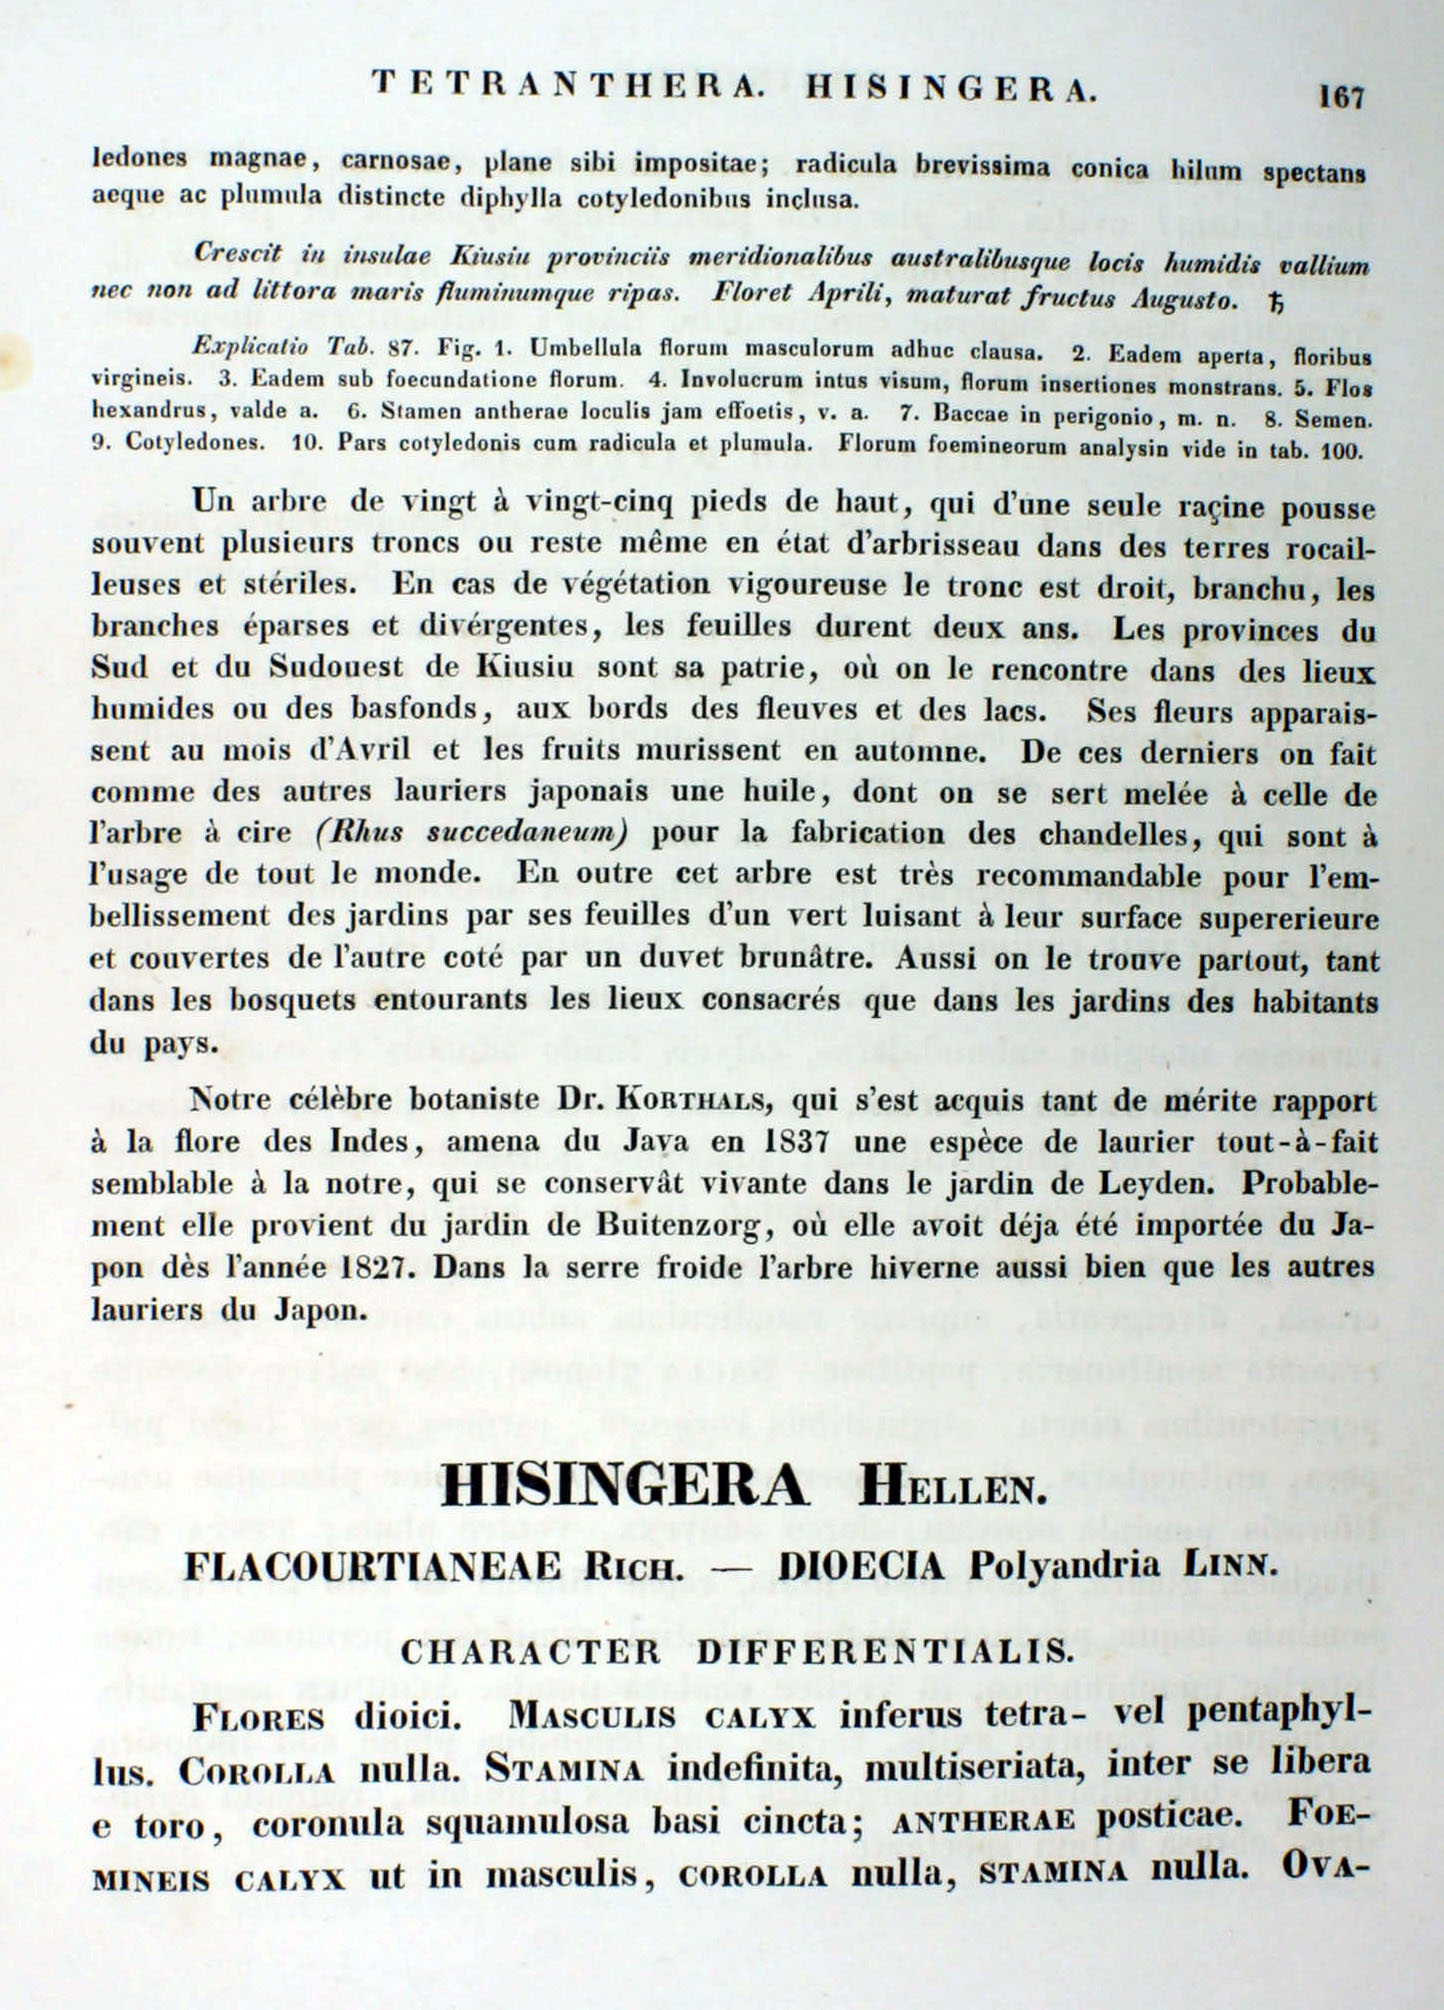 TETRANTHERA. HISINGERA. 167
ledones magnae, carnosae, plane sibi impositae; radicula brevissima conica hilum spectans
aeque ac plumula distincte diphylla cotyledonibus inclusa.
Crescit in insulae Kiusiu provinciis meridionalibus australibusque locis humidis vallium
nec non ad littora maris fluminumque ripas. Floret Aprili, maturat fructus Augusto. ♄
Explicatio Tab. 87. Fig. 1. Umbellula florum masculorum adhuc clausa. 2. Eadem aperta, floribus
virgineis. 3. Eadem sub foecundatione florum. 4. Involucrum intus visum, florum insertiones monstrans. 5. Flos
hexandrus, valde a. 6. Stamen antherae loculis jam effoetis, v. a. 7. Baccae in perigonio, m. n. 8. Semen.
9. Cotyledones. 10. Pars cotyledonis cum radicula et plumula. Florum foemineorum analysin vide in tab. 100.
Un arbre de vingt à vingt-cinq pieds de haut, qui d'une seule raçine pousse
souvent plusieurs troncs ou reste même en état d'arbrisseau dans des terres rocail-
leuses et stériles. En cas de végétation vigoureuse le tronc est droit, branchu, les
branches éparses et divérgentes, les feuilles durent deux ans. Les provinces du
Sud et du Sudouest de Kiusiu sont sa patrie, où on le rencontre dans des lieux
humides ou des basfonds, aux bords des fleuves et des lacs. Ses fleurs apparais-
sent au mois d'Avril et les fruits murissent en automne. De ces derniers on fait
comme des autres lauriers japonais une huile, dont on se sert melée à celle de
l'arbre à cire (Rhus succedaneum) pour la fabrication des chandelles, qui sont à
l'usage de tout le monde. En outre cet arbre est très recommandable pour l'em-
bellissement des jardins par ses feuilles d'un vert luisant à leur surface supererieure
et couvertes de l'autre coté par un duvet brunâtre. Aussi on le trouve partout, tant
dans les bosquets entourants les lieux consacrés que dans les jardins des habitants
du pays.
Notre célèbre botaniste Dr. KORTHALS, qui s'est acquis tant de mérite rapport
à la flore des Indes, amena du Java en 1837 une espèce de laurier tout-à-fait
semblable à la notre, qui se conservât vivante dans le jardin de Leyden. Probable-
ment elle provient du jardin de Buitenzorg, où elle avoit déja été importée du Ja-
pon dès l'année 1827. Dans la serre froide l'arbre hiverne aussi bien que les autres
lauriers du Japon.
HISINGERA HELLEN.
FLACOURTIANEAE RICH. — DIOECIA Polyandria LINN.
CHARACTER DIFFERENTIALIS.
FLORES dioici. MASCULIS CALYX inferus tetra- vel pentaphyl-
lus. COROLLA nulla. STAMINA indefinita, multiseriata, inter se libera
e toro, coronula squamulosa basi cincta; ANTHERAE posticae. FOE-
MINEIS CALYX ut in masculis, COROLLA nulla, STAMINA nulla. OVA-